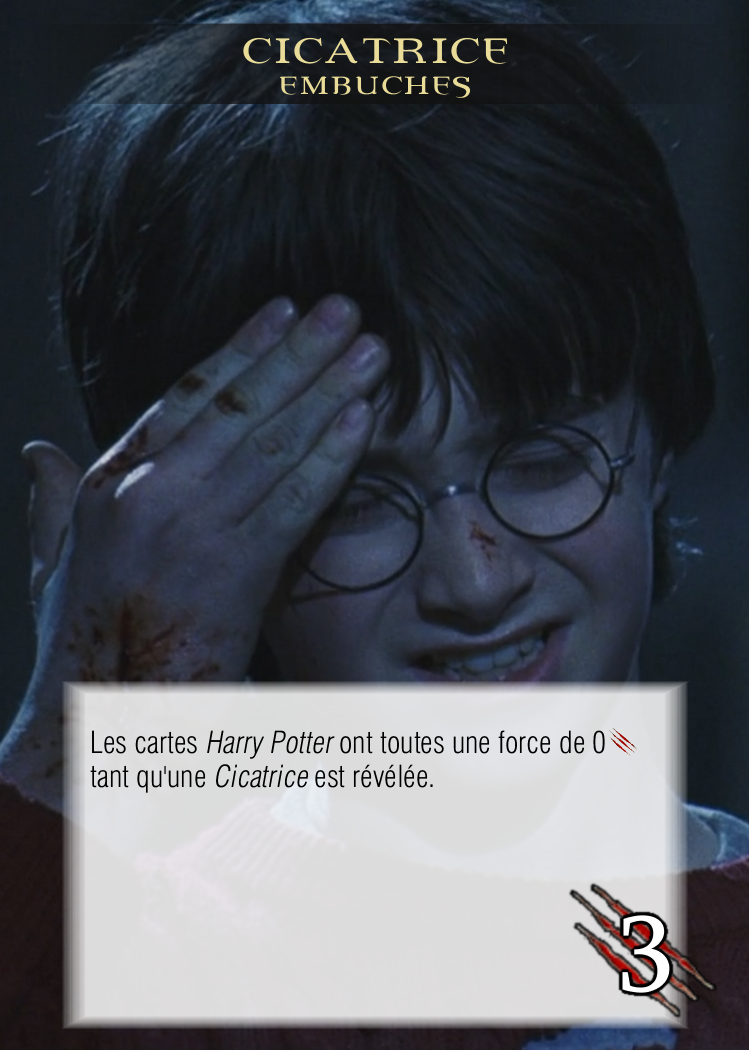 CICATRICE
EMBUCHES
Les cartes Harry Potter ont toutes une force de 0
tant qu'une Cicatrice est révélée.
3